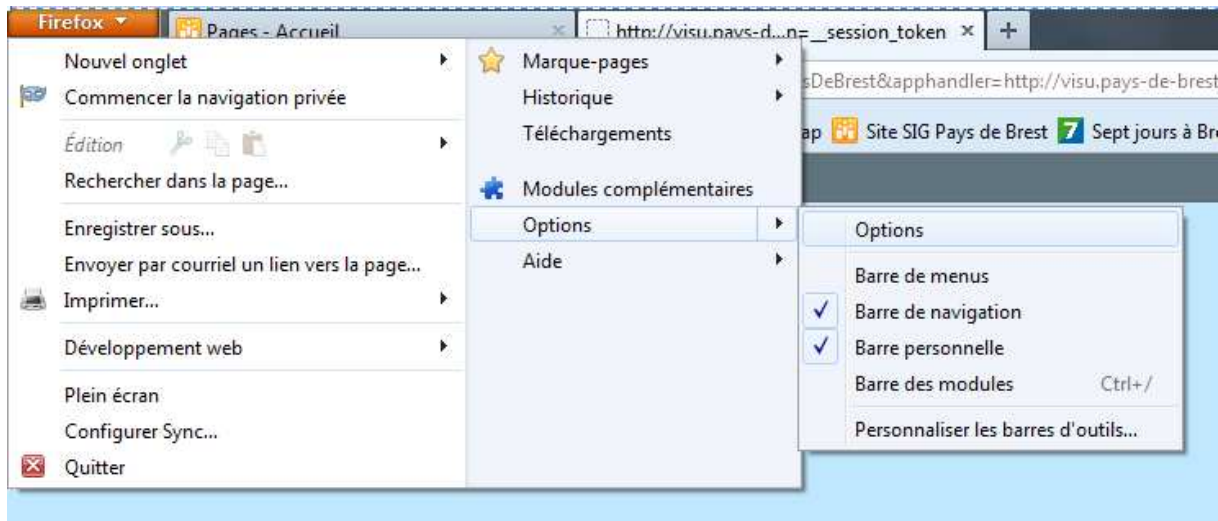 Firefox
Pages - Accueil
http://visu.pays-d...n=__session_token
sDeBrest&apphandler=http://visu.pays-de-brest
ap Site SIG Pays de Brest 7 Sept jours à Br
Nouvel onglet
Commencer la navigation privée
Édition
Rechercher dans la page...
Enregistrer sous...
Envoyer par courriel un lien vers la page...
Imprimer...
Développement web
Plein écran
Configurer Sync...
Quitter
Marque-pages
Historique
Téléchargements
Modules complémentaires
Options
Aide
Options
Barre de menus
Barre de navigation
Barre personnelle
Barre des modules Ctrl+/
Personnaliser les barres d'outils...